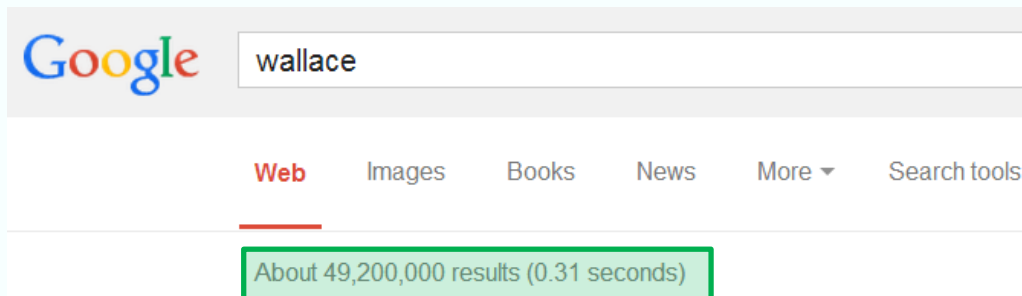 Google wallace
Web Images Books News More Search tools
About 49,200,000 results (0.31 seconds)